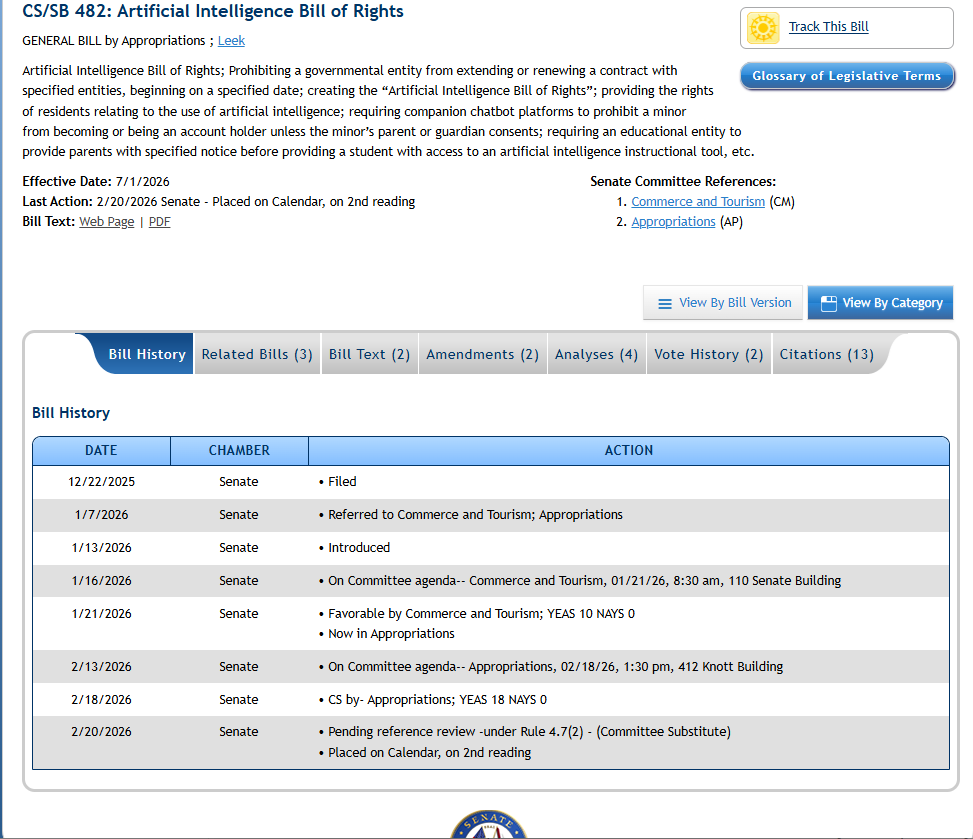 CS/SB 482: Artificial Intelligence Bill of Rights
Track This Bill
GENERAL BILL by Appropriations ; Leek
Glossary of Legislative Terms
Artificial Intelligence Bill of Rights; Prohibiting a governmental entity from extending or renewing a contract with
specified entities, beginning on a specified date; creating the “Artificial Intelligence Bill of Rights”; providing the rights
of residents relating to the use of artificial intelligence; requiring companion chatbot platforms to prohibit a minor
from becoming or being an account holder unless the minor’s parent or guardian consents; requiring an educational entity to
provide parents with specified notice before providing a student with access to an artificial intelligence instructional tool, etc.
Effective Date: 7/1/2026
Last Action: 2/20/2026 Senate - Placed on Calendar, on 2nd reading
Bill Text: Web Page | PDF
Senate Committee References:
1. Commerce and Tourism (CM)
2. Appropriations (AP)
View By Bill Version
View By Category
Bill History Related Bills (3) Bill Text (2) Amendments (2) Analyses (4) Vote History (2) Citations (13)
Bill History
DATE CHAMBER ACTION
12/22/2025 Senate • Filed
1/7/2026 Senate • Referred to Commerce and Tourism; Appropriations
1/13/2026 Senate • Introduced
1/16/2026 Senate • On Committee agenda-- Commerce and Tourism, 01/21/26, 8:30 am, 110 Senate Building
1/21/2026 Senate • Favorable by Commerce and Tourism; YEAS 10 NAYS 0
• Now in Appropriations
2/13/2026 Senate • On Committee agenda-- Appropriations, 02/18/26, 1:30 pm, 412 Knott Building
2/18/2026 Senate • CS by- Appropriations; YEAS 18 NAYS 0
2/20/2026 Senate • Pending reference review -under Rule 4.7(2) - (Committee Substitute)
• Placed on Calendar, on 2nd reading
SENATE